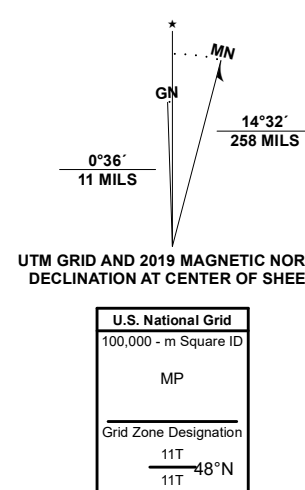 ★
MN
GN
14°32´
258 MILS
0°36´
11 MILS
UTM GRID AND 2019 MAGNETIC NOR
DECLINATION AT CENTER OF SHEE
U.S. National Grid
100,000 - m Square ID
MP
Grid Zone Designation
11T
48°N
11T